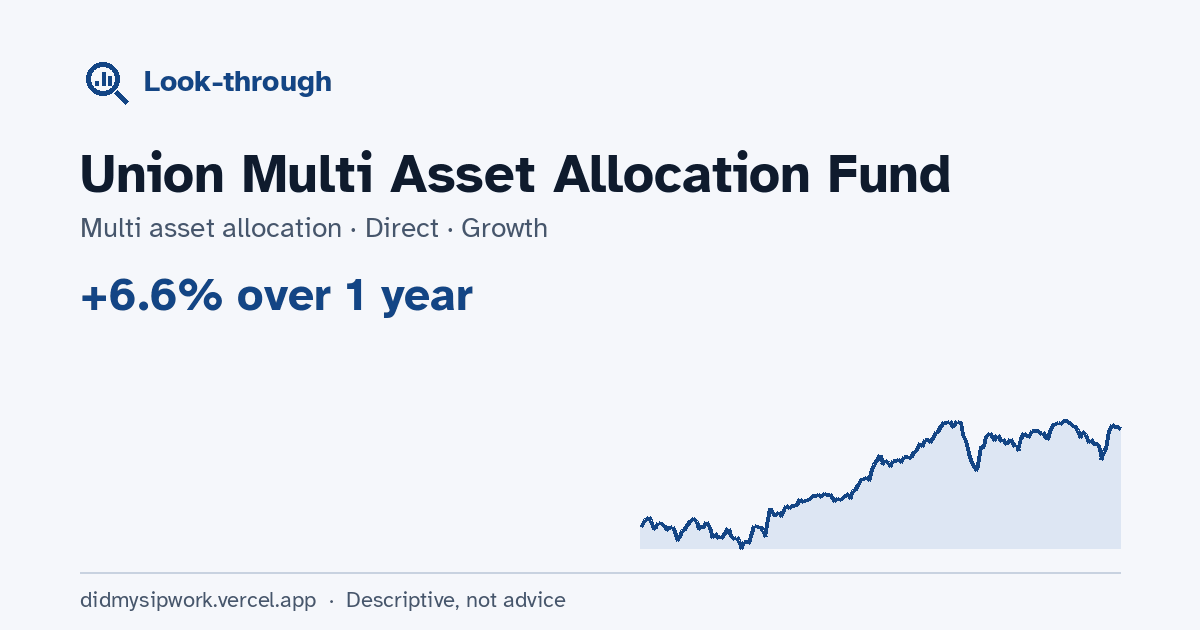 Look-through
Union Multi Asset Allocation Fund
Multi asset allocation · Direct · Growth
+6.6% over 1 year
didmysipwork.vercel.app · Descriptive, not advice